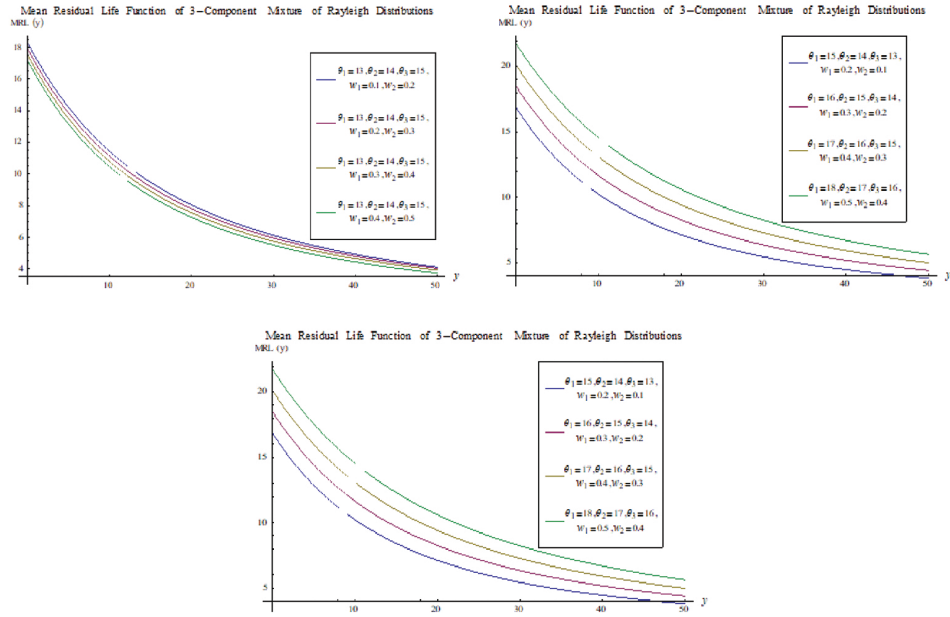 Mean Residual Life Function of 3−Component Mixture of Rayleigh Distributions
MRL (y)
18
16
14
12
10
8
6
4
10
20
30
40
50
y
θ1=13,θ2=14,θ3=15,
W1=0.1,W2=0.2
θ1=13,θ2=14,θ3=15,
W1=0.2,W2=0.3
θ1=13,θ2=14,θ3=15,
W1=0.3,W2=0.4
θ1=13,θ2=14,θ3=15,
W1=0.4,W2=0.5
Mean Residual Life Function of 3−Component Mixture of Rayleigh Distributions
MRL (y)
20
15
10
5
10
20
30
40
50
y
θ1=15,θ2=14,θ3=13,
W1=0.2,W2=0.1
θ1=16,θ2=15,θ3=14,
W1=0.3,W2=0.2
θ1=17,θ2=16,θ3=15,
W1=0.4,W2=0.3
θ1=18,θ2=17,θ3=16,
W1=0.5,W2=0.4
Mean Residual Life Function of 3−Component Mixture of Rayleigh Distributions
MRL (y)
20
15
10
5
10
20
30
40
50
y
θ1=15,θ2=14,θ3=13,
W1=0.2,W2=0.1
θ1=16,θ2=15,θ3=14,
W1=0.3,W2=0.2
θ1=17,θ2=16,θ3=15,
W1=0.4,W2=0.3
θ1=18,θ2=17,θ3=16,
W1=0.5,W2=0.4